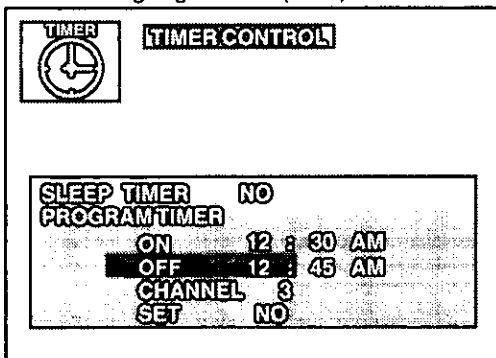 TIMER
TIMER CONTROL
SLEEP TIMER NO
PROGRAM TIMER
ON 12 : 30 AM
OFF 12 : 45 AM
CHANNEL 3
SET NO